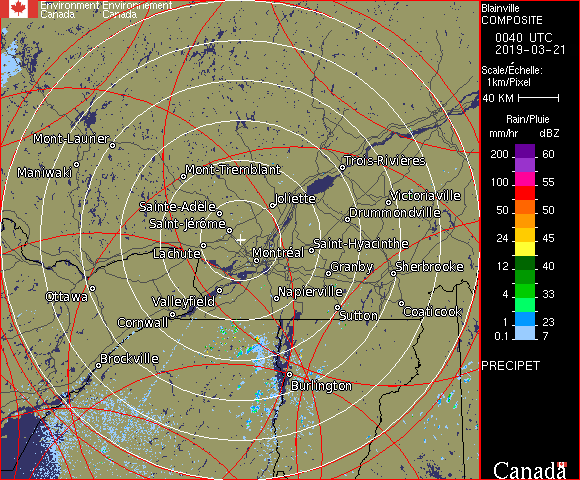 Environment Environnement
Canada Canada
Blainville
COMPOSITE
0040 UTC
2019-03-21
Scale/Échelle:
1km/Pixel
40 KM
Rain/Pluie
mm/hr dBZ
200 60
150 57
100 55
50 50
24 45
12 40
4 33
1 23
0.1 7
PRECIPET
Canada
Mont-Laurier
Maniwaki
Mont-Tremblant
Trois-Rivières
Joliette
Victoriaville
Sainte-Adèle
Drummondville
Saint-Jérôme
Saint-Hyacinthe
Lachute
Montréal
Granby
Sherbrooke
Ottawa
Valleyfield
Napierville
Cornwall
Sutton
Coaticook
Brockville
Burlington